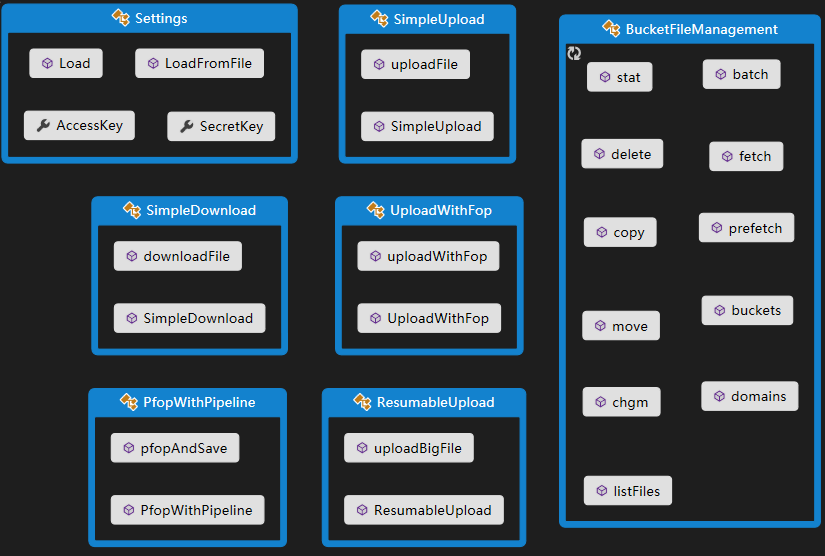 Settings
Load
LoadFromFile
AccessKey
SecretKey
SimpleUpload
uploadFile
SimpleUpload
BucketFileManagement
stat
batch
delete
fetch
copy
prefetch
move
buckets
chgm
domains
listFiles
SimpleDownload
downloadFile
SimpleDownload
UploadWithFop
uploadWithFop
UploadWithFop
PfopWithPipeline
pfopAndSave
PfopWithPipeline
ResumableUpload
uploadBigFile
ResumableUpload